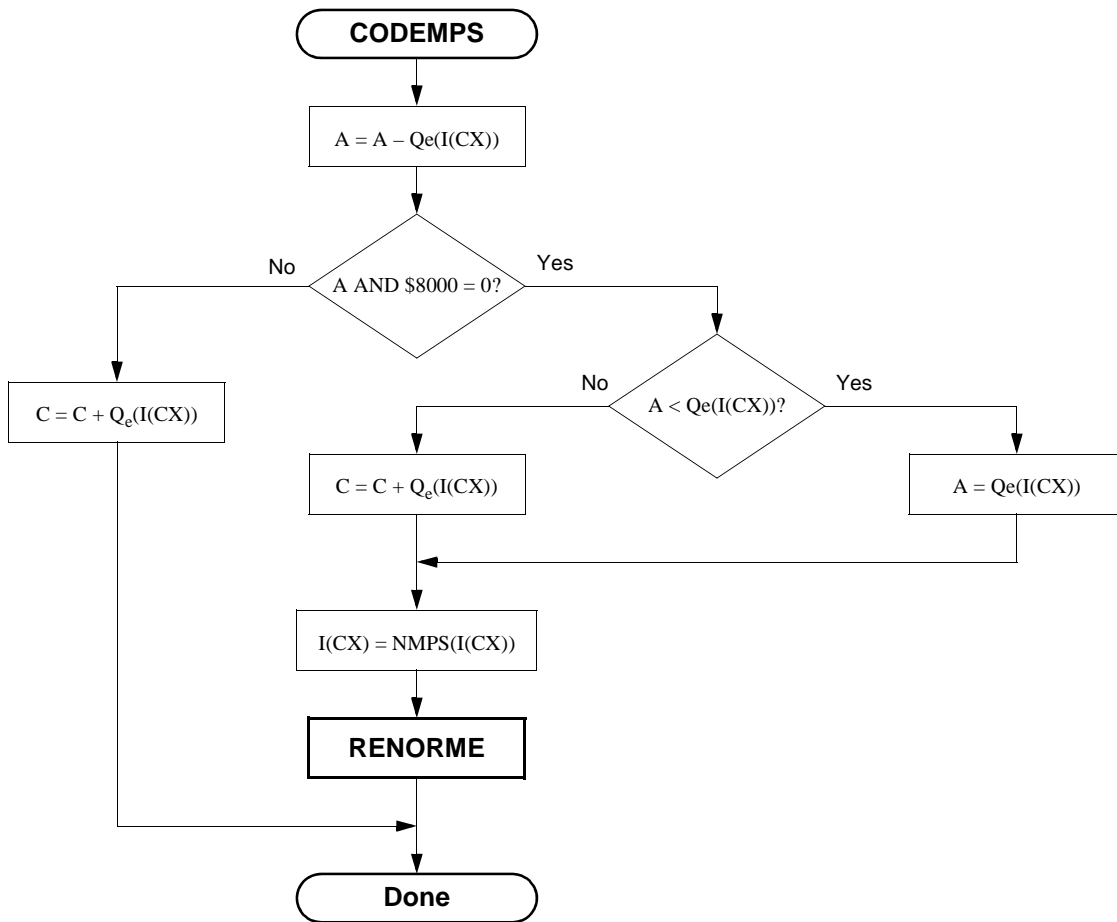 CODEMPS
A = A – Qe(I(CX))
No
Yes
A AND $8000 = 0?
No
Yes
C = C + Qe(I(CX))
A < Qe(I(CX))?
C = C + Qe(I(CX))
A = Qe(I(CX))
I(CX) = NMPS(I(CX))
RENORME
Done